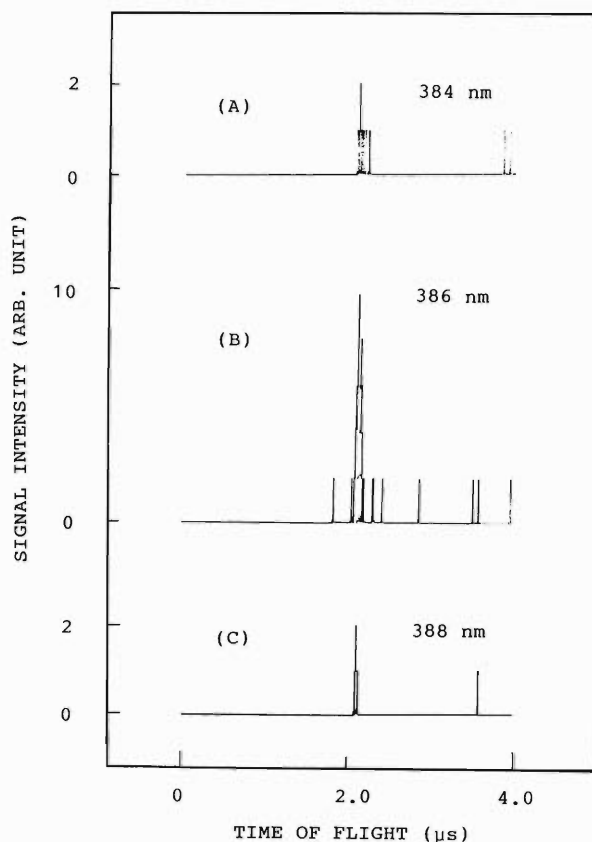 2
(A)
384 nm
0
10
386 nm
(B)
0
2
(C)
388 nm
0
0
2.0
4.0
TIME OF FLIGHT (µs)
SIGNAL INTENSITY (ARB. UNIT)